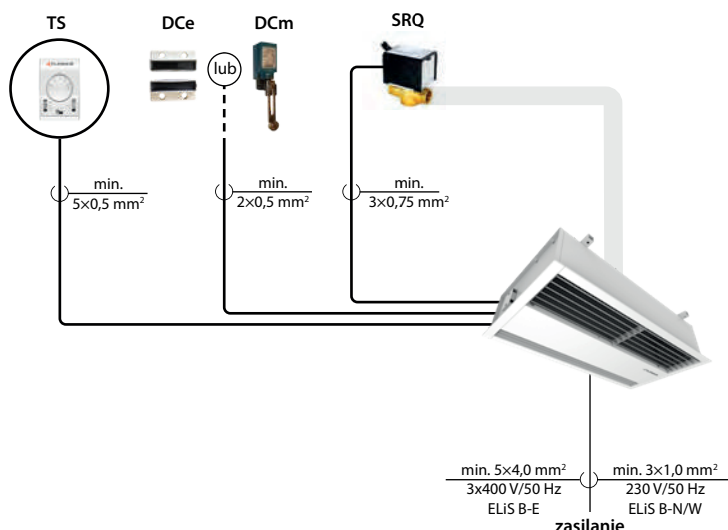 TS
DCe
DCm
SRQ
lub
min.
5×0,5 mm²
min.
2×0,5 mm²
min.
3×0,75 mm²
min. 5×4,0 mm²
3x400 V/50 Hz
ELiS B-E
min. 3×1,0 mm²
230 V/50 Hz
ELiS B-N/W
zasilanie